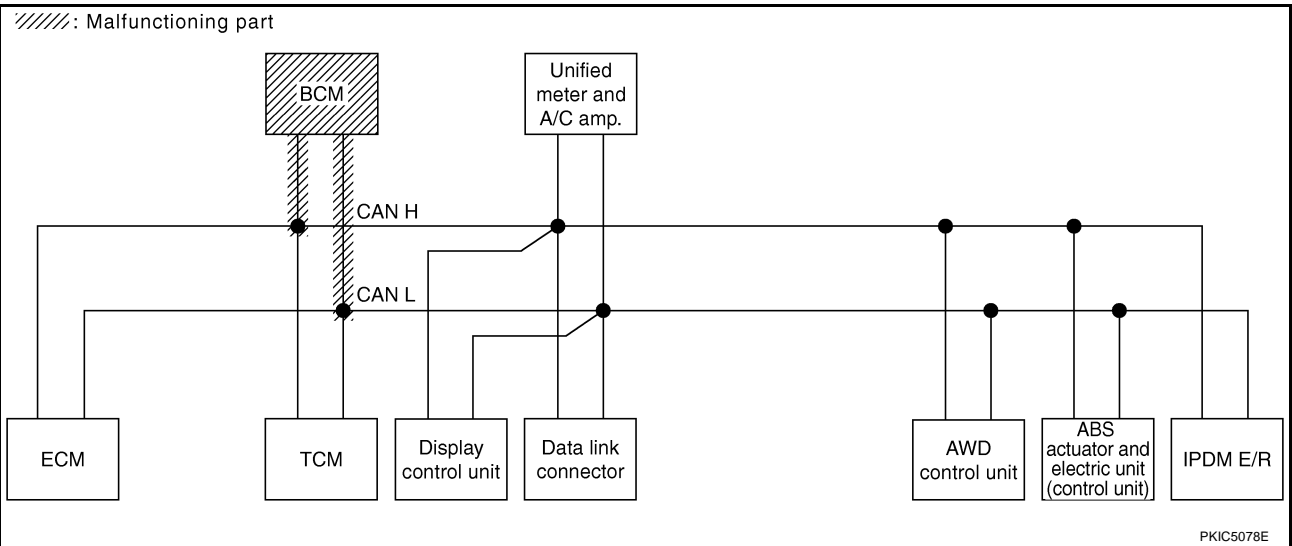 : Malfunctioning part
BCM
Unified
meter and
A/C amp.
CAN H
CAN L
ECM
TCM
Display
control unit
Data link
connector
AWD
control unit
ABS
actuator and
electric unit
(control unit)
IPDM E/R
PKIC5078E